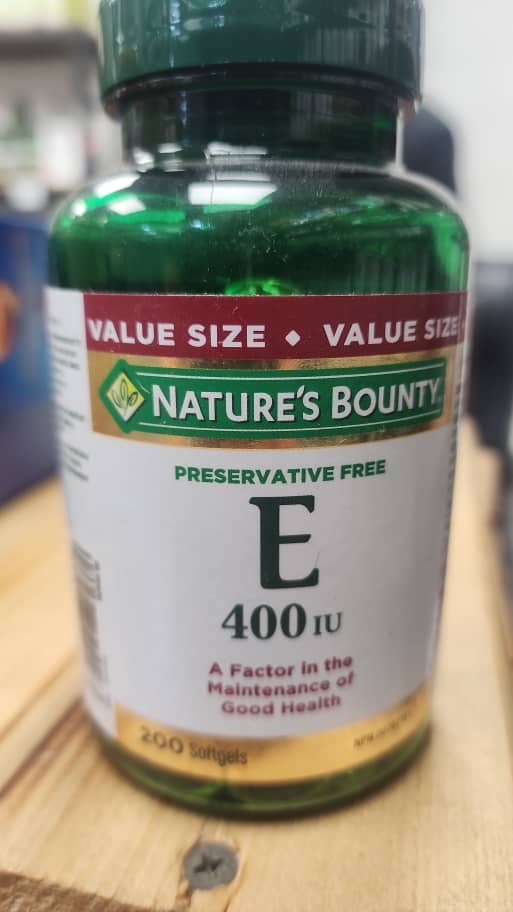 VALUE SIZE ◆ VALUE SIZE
NATURE'S BOUNTY
PRESERVATIVE FREE
E
400 IU
A Factor in the
Maintenance of
Good Health
200 Softgels